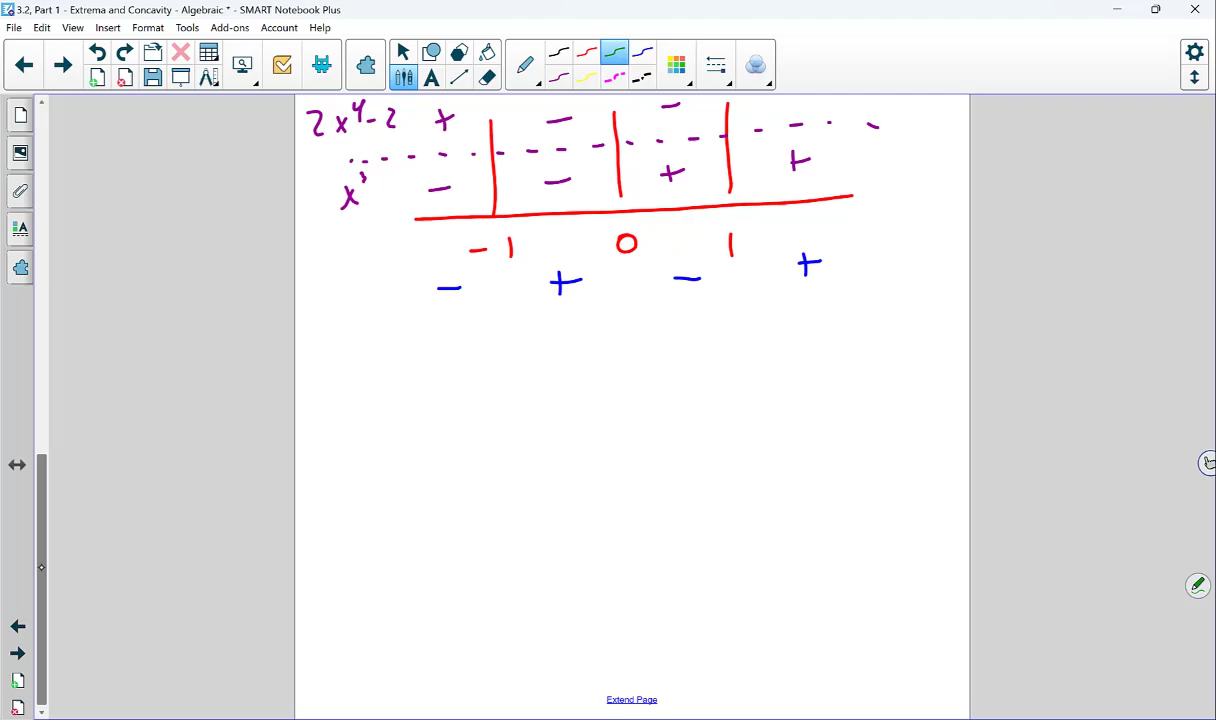 3.2, Part 1 - Extrema and Concavity - Algebraic * - SMART Notebook Plus
File Edit View Insert Format Tools Add-ons Account Help
2x⁴-2 + - - +
x³ - - + +
-1 0 1
- + - +
Extend Page